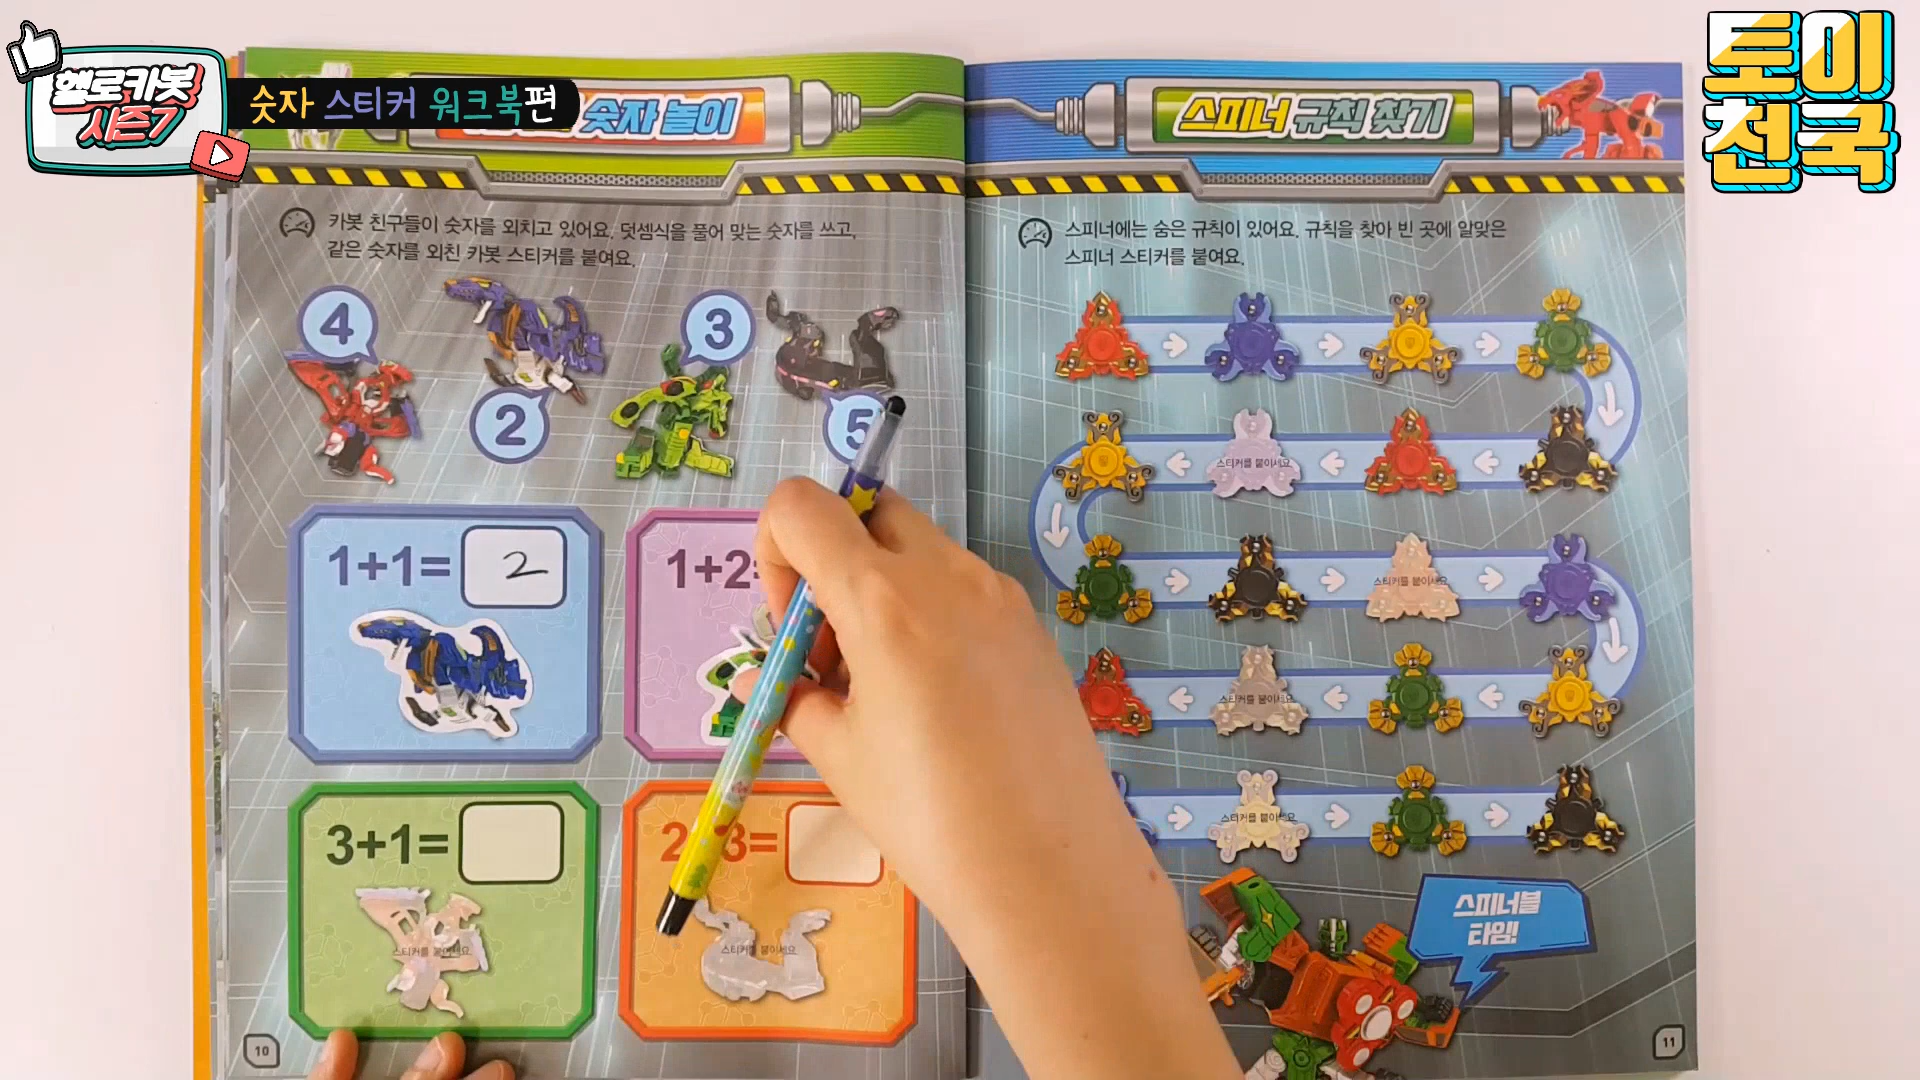 헬로카봇
시즌7
숫자 스티커 워크북편
토이
천국
숫자 놀이
카봇 친구들이 숫자를 외치고 있어요. 덧셈식을 풀어 맞는 숫자를 쓰고,
같은 숫자를 외친 카봇 스티커를 붙여요.
4
2
3
5
1+1= 2
1+2=
3+1=
스티커를 붙이세요
3=
스티커를 붙이세요
10
스피너 규칙 찾기
스피너에는 숨은 규칙이 있어요. 규칙을 찾아 빈 곳에 알맞은
스피너 스티커를 붙여요.
스티커를 붙이세요
스티커를 붙이세요
스티커를 붙이세요
스티커를 붙이세요
스피너블
타임!
11